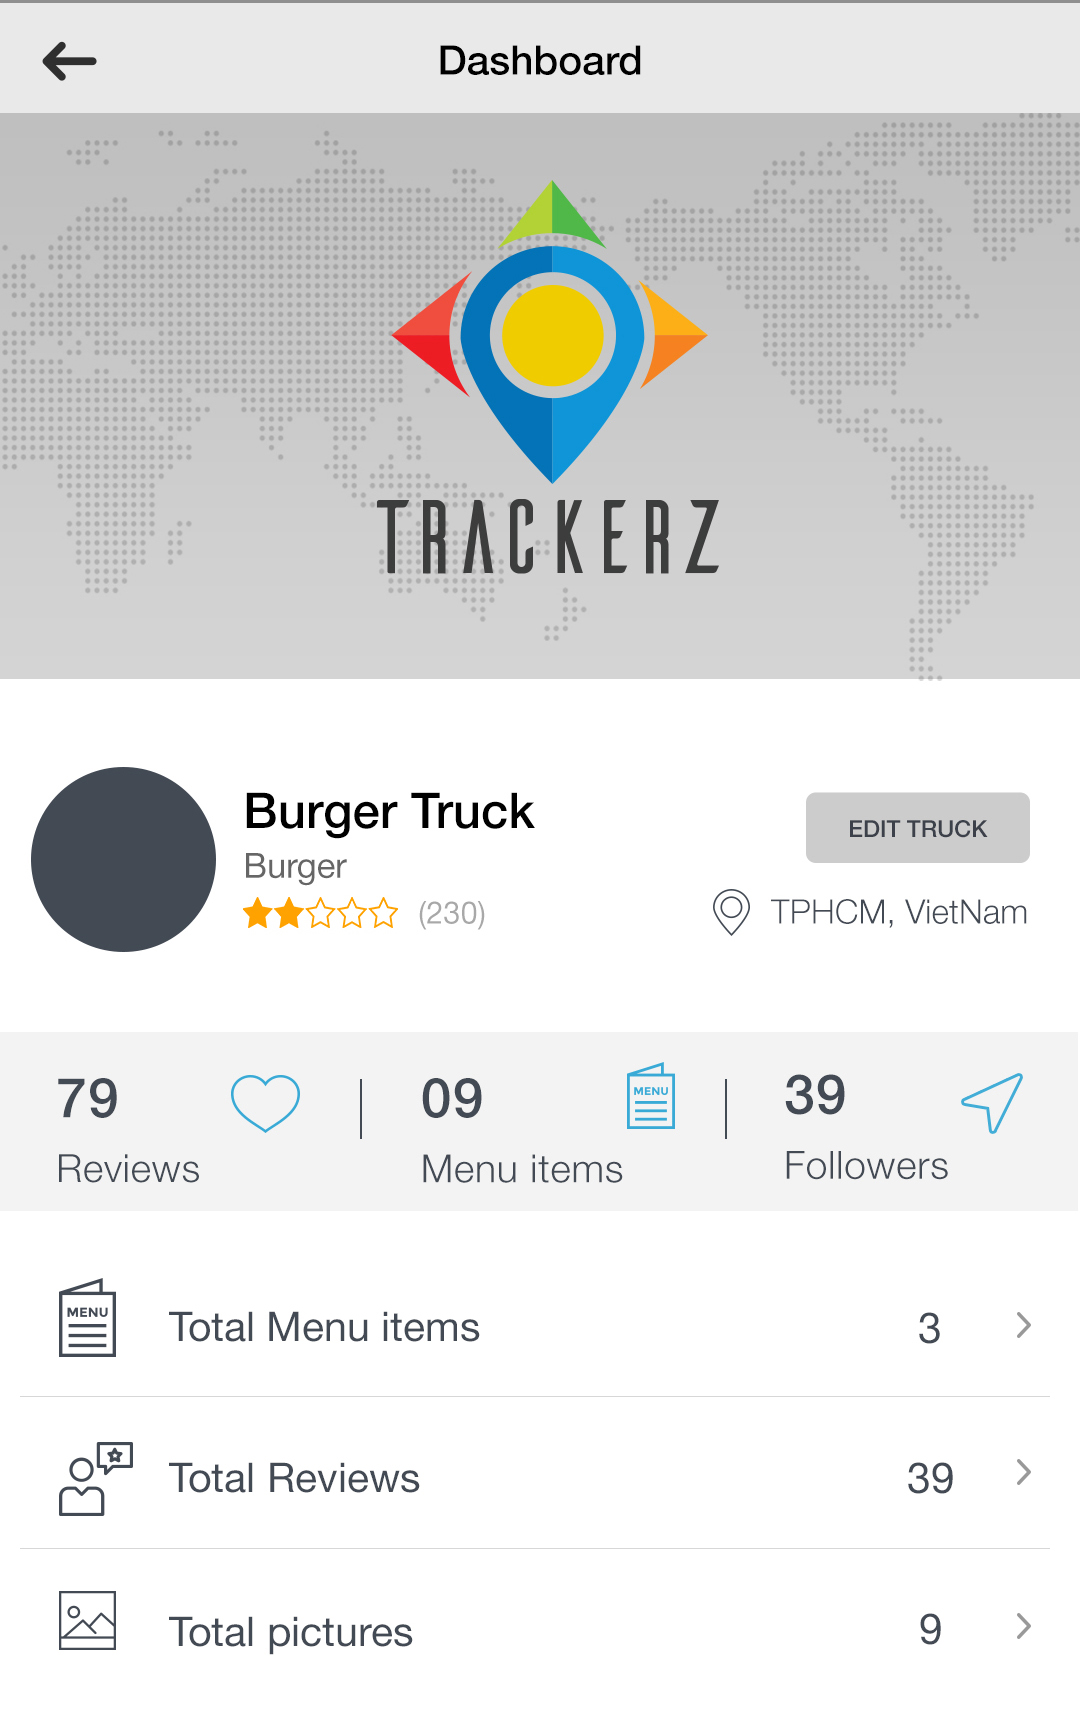 Dashboard
TRACKERZ
Burger Truck
EDIT TRUCK
Burger
(230)
TPHCM, VietNam
79
MENU
09
39
Reviews
Menu items
Followers
MENU
Total Menu items
3
Total Reviews
39
Total pictures
9